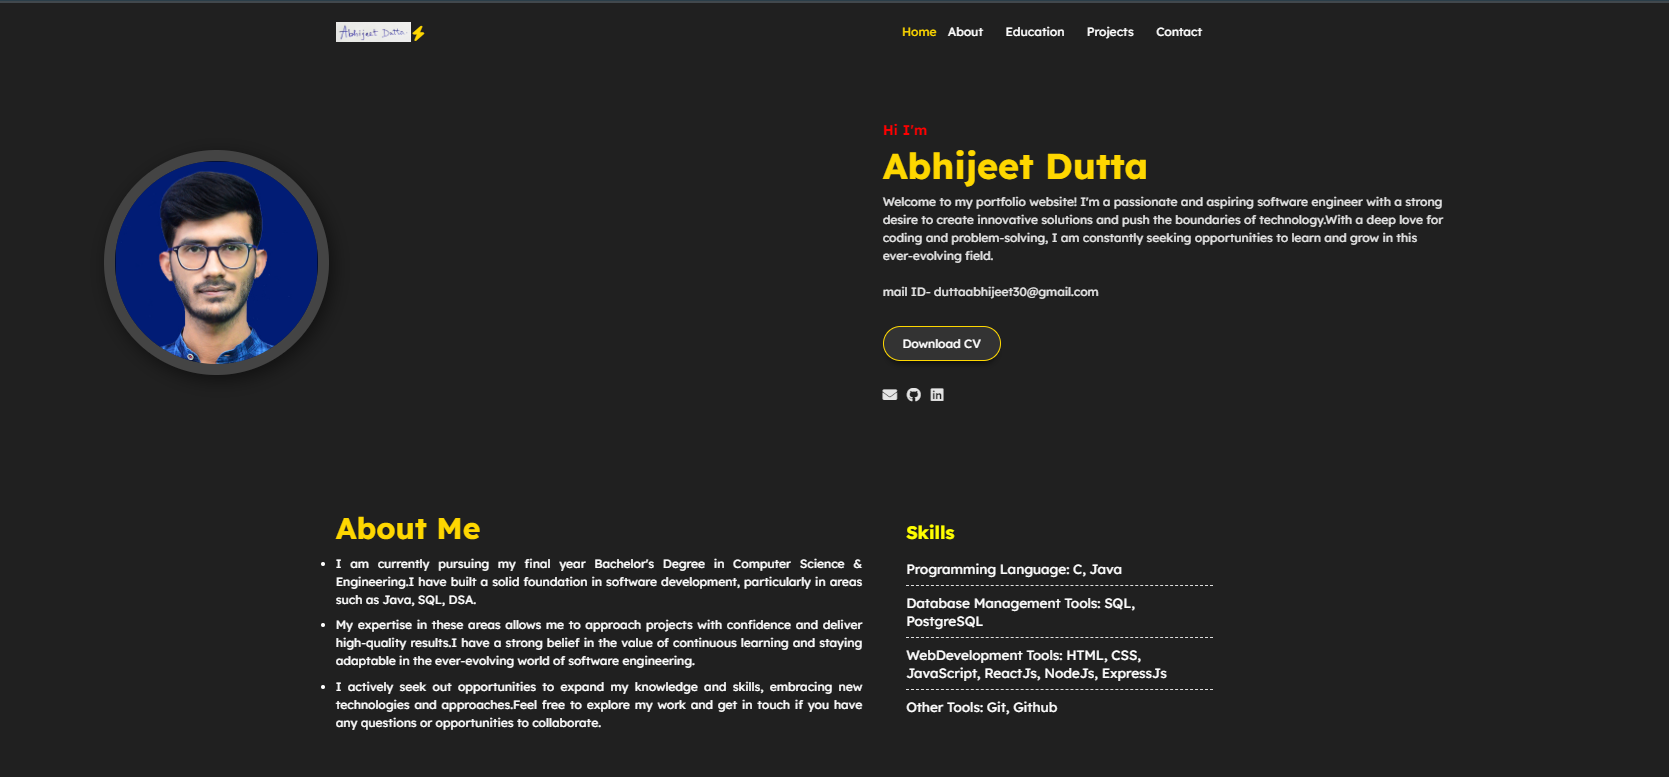 Abhijeet Dutta
Home About Education Projects Contact
Hi I'm
Abhijeet Dutta
Welcome to my portfolio website! I'm a passionate and aspiring software engineer with a strong
desire to create innovative solutions and push the boundaries of technology.With a deep love for
coding and problem-solving, I am constantly seeking opportunities to learn and grow in this
ever-evolving field.
mail ID- duttaabhijeet30@gmail.com
Download CV
About Me
I am currently pursuing my final year Bachelor's Degree in Computer Science &
Engineering.I have built a solid foundation in software development, particularly in areas
such as Java, SQL, DSA.
My expertise in these areas allows me to approach projects with confidence and deliver
high-quality results.I have a strong belief in the value of continuous learning and staying
adaptable in the ever-evolving world of software engineering.
I actively seek out opportunities to expand my knowledge and skills, embracing new
technologies and approaches.Feel free to explore my work and get in touch if you have
any questions or opportunities to collaborate.
Skills
Programming Language: C, Java
Database Management Tools: SQL,
PostgreSQL
WebDevelopment Tools: HTML, CSS,
JavaScript, ReactJs, NodeJs, ExpressJs
Other Tools: Git, Github